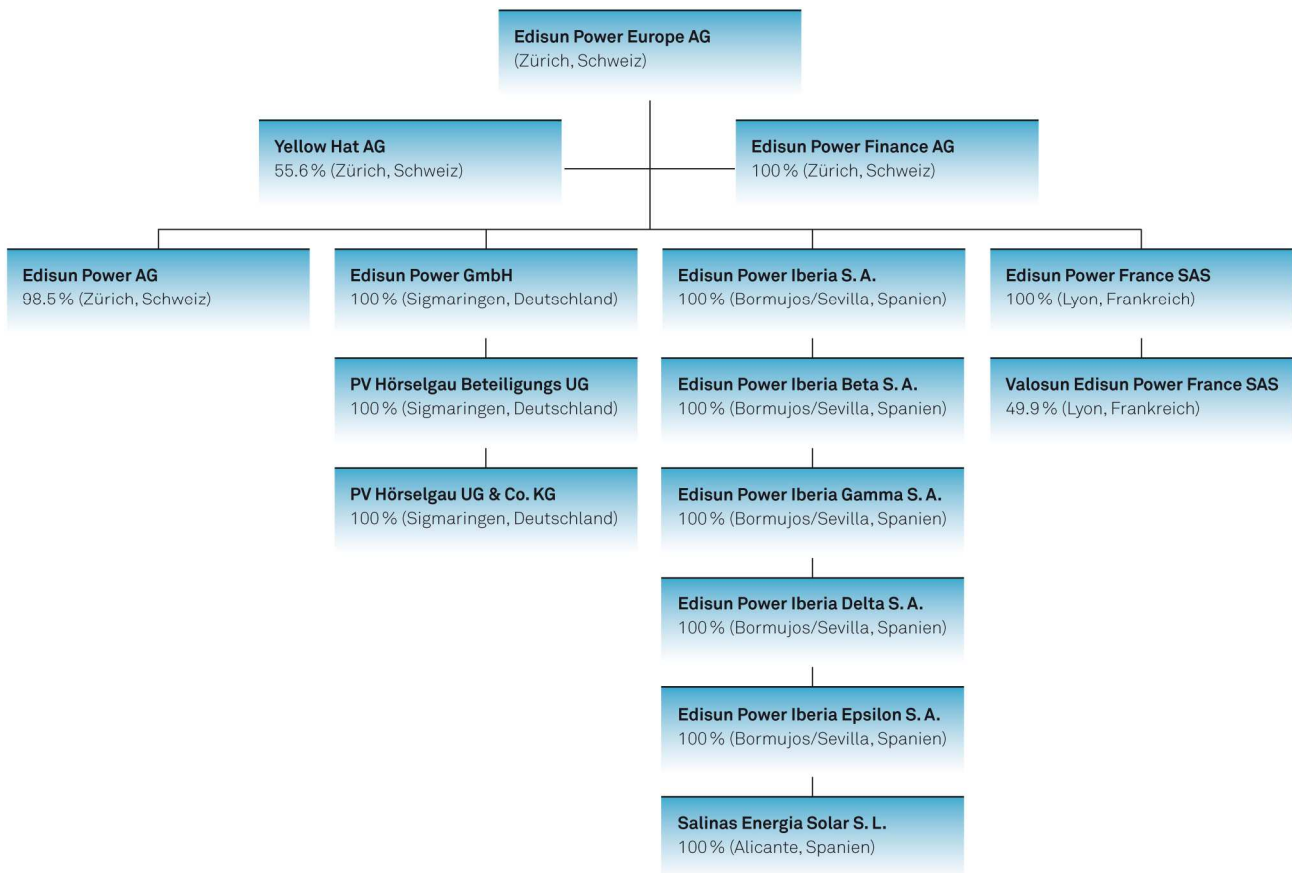 Edisun Power Europe AG
(Zürich, Schweiz)
Yellow Hat AG
55.6 % (Zürich, Schweiz)
Edisun Power Finance AG
100 % (Zürich, Schweiz)
Edisun Power AG
98.5 % (Zürich, Schweiz)
Edisun Power GmbH
100 % (Sigmaringen, Deutschland)
PV Hörselgau Beteiligungs UG
100 % (Sigmaringen, Deutschland)
PV Hörselgau UG & Co. KG
100 % (Sigmaringen, Deutschland)
Edisun Power Iberia S. A.
100 % (Bormujos/Sevilla, Spanien)
Edisun Power Iberia Beta S. A.
100 % (Bormujos/Sevilla, Spanien)
Edisun Power Iberia Gamma S. A.
100 % (Bormujos/Sevilla, Spanien)
Edisun Power Iberia Delta S. A.
100 % (Bormujos/Sevilla, Spanien)
Edisun Power Iberia Epsilon S. A.
100 % (Bormujos/Sevilla, Spanien)
Salinas Energia Solar S. L.
100 % (Alicante, Spanien)
Edisun Power France SAS
100 % (Lyon, Frankreich)
Valosun Edisun Power France SAS
49.9 % (Lyon, Frankreich)